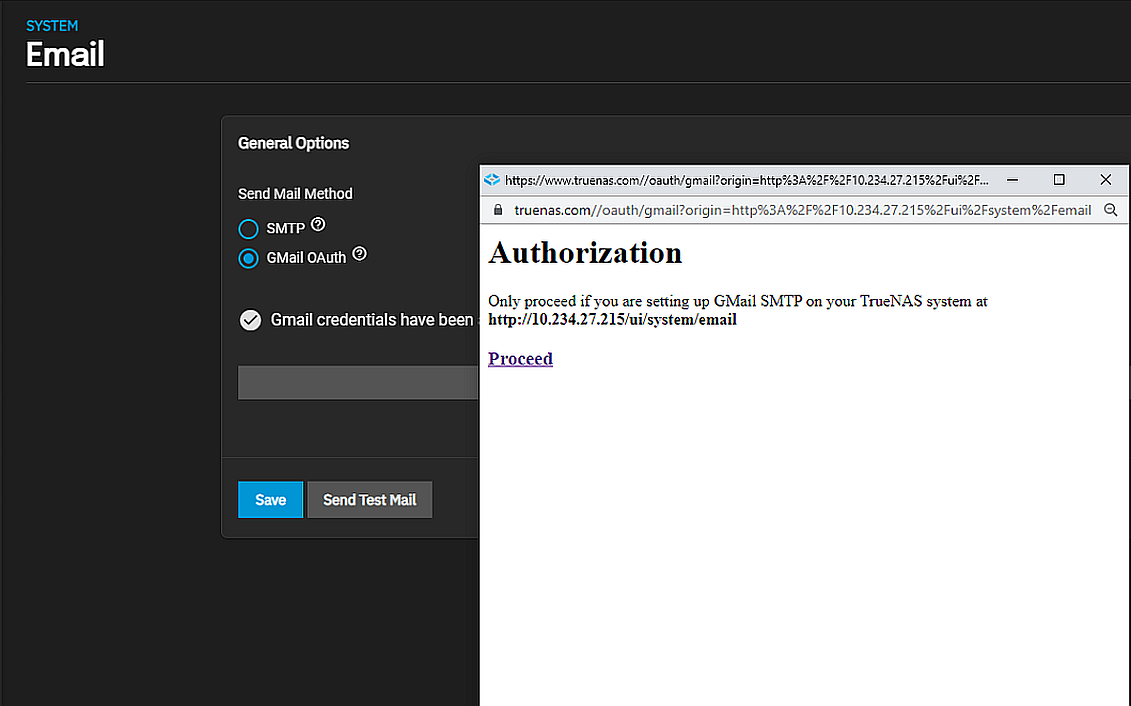 SYSTEM
Email
General Options
Send Mail Method
SMTP
GMail OAuth
Gmail credentials have been
Save
Send Test Mail
https://www.truenas.com//oauth/gmail?origin=http%3A%2F%2F10.234.27.215%2Fui%2F...
truenas.com//oauth/gmail?origin=http%3A%2F%2F10.234.27.215%2Fui%2Fsystem%2Femail
Authorization
Only proceed if you are setting up GMail SMTP on your TrueNAS system at
http://10.234.27.215/ui/system/email
Proceed